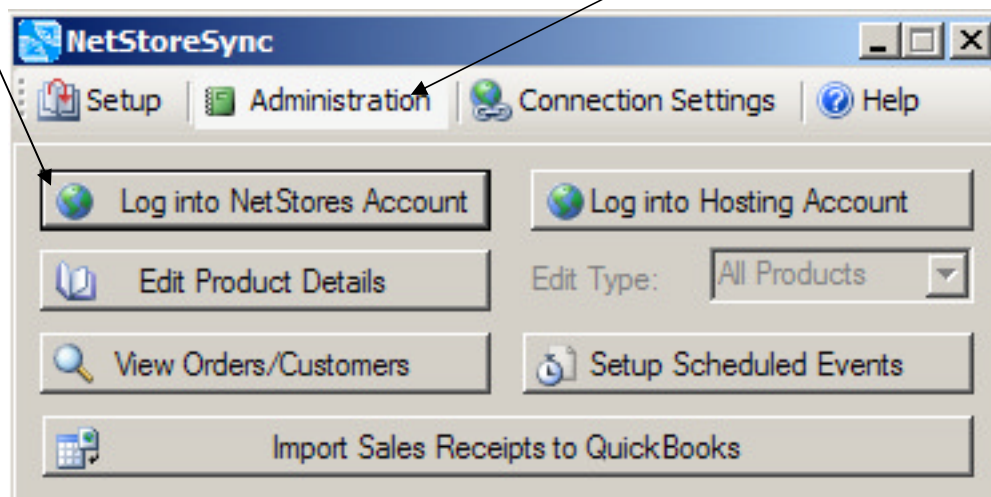 NetStoreSync
Setup Administration Connection Settings Help
Log into NetStores Account Log into Hosting Account
Edit Product Details Edit Type: All Products
View Orders/Customers Setup Scheduled Events
Import Sales Receipts to QuickBooks